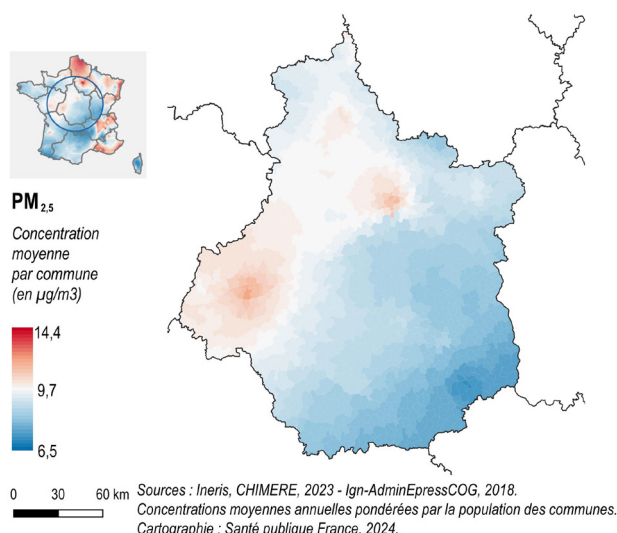 PM2,5
Concentration
moyenne
par commune
(en µg/m3)
14,4
9,7
6,5
0 30 60 km
Sources : Ineris, CHIMERE, 2023 - Ign-AdminEpressCOG, 2018.
Concentrations moyennes annuelles pondérées par la population des communes.
Cartographie : Santé publique France, 2024.